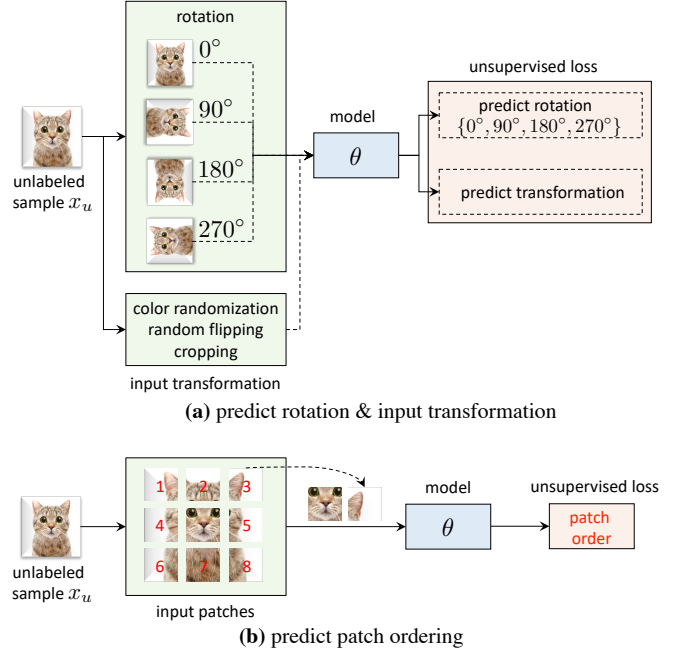 rotation
0°
90°
180°
270°
unlabeled
sample x_u
model
θ
unsupervised loss
predict rotation
{0°, 90°, 180°, 270°}
predict transformation
color randomization
random flipping
cropping
input transformation
(a) predict rotation & input transformation
1 2 3
4 5
6 7 8
unlabeled
sample x_u
input patches
model
θ
unsupervised loss
patch
order
(b) predict patch ordering